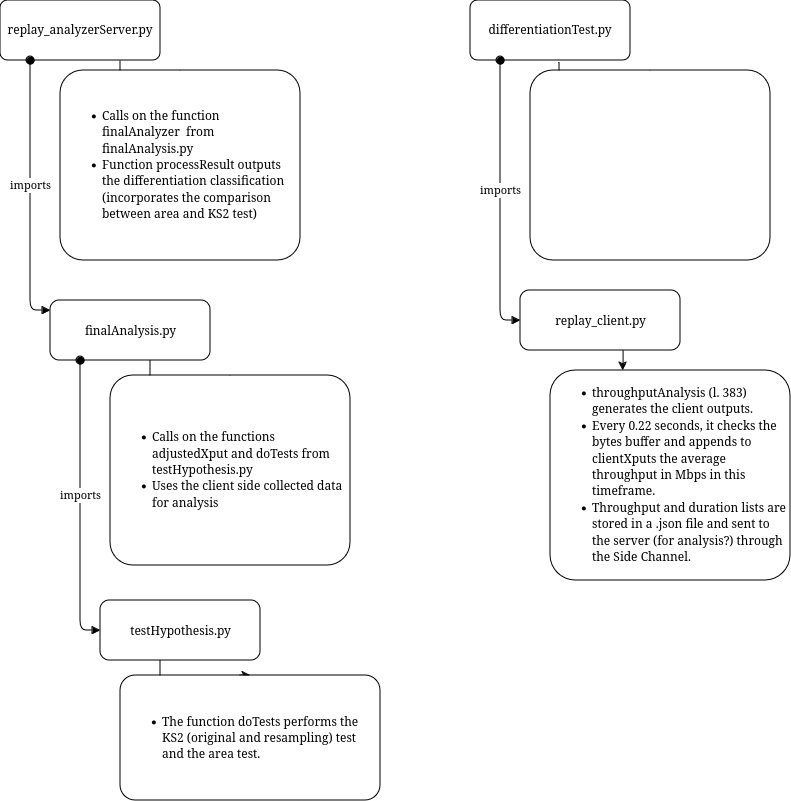 replay_analyzerServer.py
• Calls on the function
finalAnalyzer from
finalAnalysis.py
• Function processResult outputs
the differentiation classification
(incorporates the comparison
between area and KS2 test)
imports
finalAnalysis.py
• Calls on the functions
adjustedXput and doTests from
testHypothesis.py
• Uses the client side collected data
for analysis
imports
testHypothesis.py
• The function doTests performs the
KS2 (original and resampling) test
and the area test.
differentiationTest.py
imports
replay_client.py
• throughputAnalysis (l. 383)
generates the client outputs.
• Every 0.22 seconds, it checks the
bytes buffer and appends to
clientXputs the average
throughput in Mbps in this
timeframe.
• Throughput and duration lists are
stored in a .json file and sent to
the server (for analysis?) through
the Side Channel.